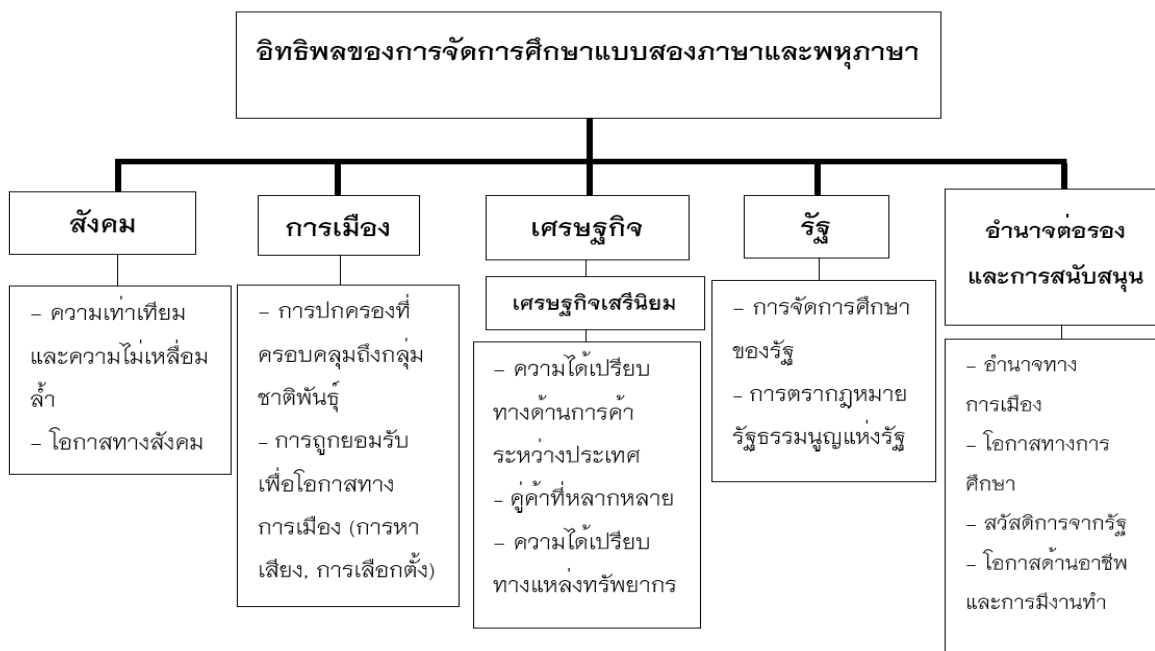 อิทธิพลของการจัดการศึกษาแบบสองภาษาและพหุภาษา
สังคม
– ความเท่าเทียม
และความไม่เหลื่อม
ล้ำ
– โอกาสทางสังคม
การเมือง
– การปกครองที่
ครอบคลุมถึงกลุ่ม
ชาติพันธุ์
– การถูกยอมรับ
เพื่อโอกาสทาง
การเมือง (การหา
เสียง, การเลือกตั้ง)
เศรษฐกิจ
เศรษฐกิจเสรีนิยม
– ความได้เปรียบ
ทางด้านการค้า
ระหว่างประเทศ
– คู่ค้าที่หลากหลาย
– ความได้เปรียบ
ทางแหล่งทรัพยากร
รัฐ
– การจัดการศึกษา
ของรัฐ
– การตรากฎหมาย
รัฐธรรมนูญแห่งรัฐ
อำนาจต่อรอง
และการสนับสนุน
– อำนาจทาง
การเมือง
– โอกาสทางการ
ศึกษา
– สวัสดิการจากรัฐ
– โอกาสด้านอาชีพ
และการมีงานทำ